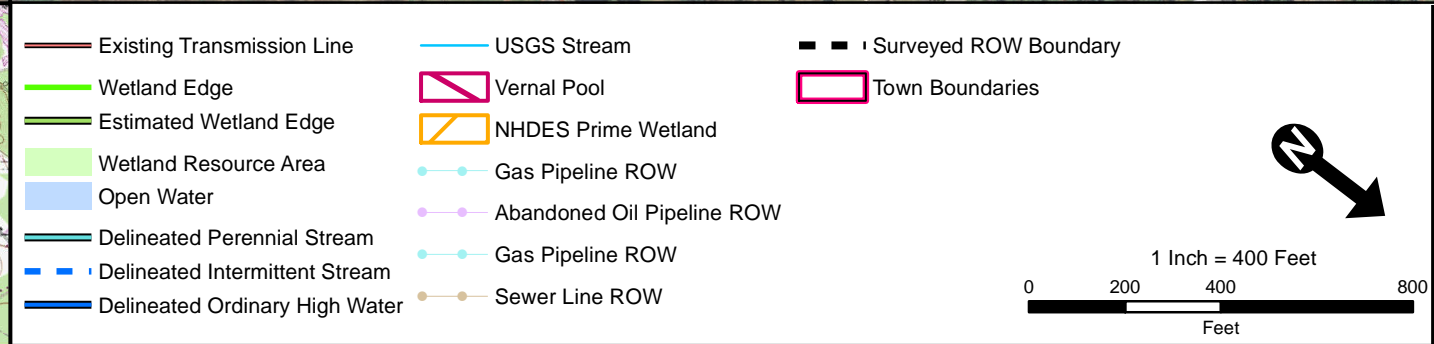 Existing Transmission Line
Wetland Edge
Estimated Wetland Edge
Wetland Resource Area
Open Water
Delineated Perennial Stream
Delineated Intermittent Stream
Delineated Ordinary High Water
USGS Stream
Vernal Pool
NHDES Prime Wetland
Gas Pipeline ROW
Abandoned Oil Pipeline ROW
Gas Pipeline ROW
Sewer Line ROW
Surveyed ROW Boundary
Town Boundaries
N
1 Inch = 400 Feet
0 200 400 800
Feet